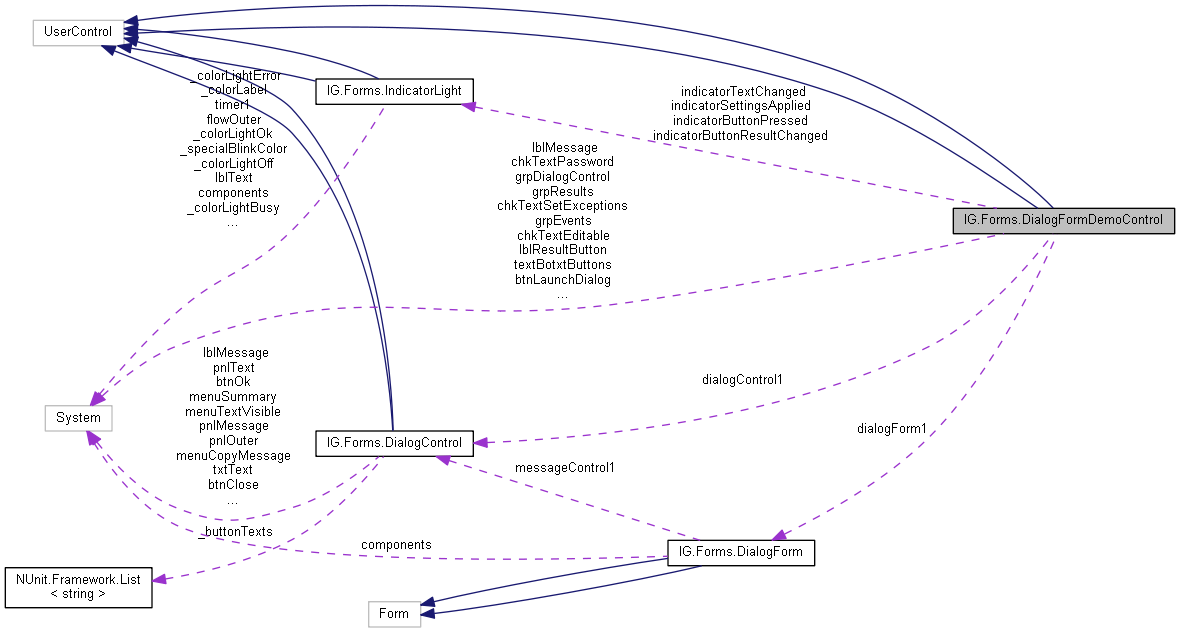 UserControl
_colorLightError
_colorLabel
timer1
flowOuter
_colorLightOk
_specialBlinkColor
_colorLightOff
lblText
components
_colorLightBusy
...
IG.Forms.IndicatorLight
indicatorTextChanged
indicatorSettingsApplied
indicatorButtonPressed
indicatorButtonResultChanged
lblMessage
chkTextPassword
grpDialogControl
grpResults
chkTextSetExceptions
grpEvents
chkTextEditable
lblResultButton
textBotxtButtons
btnLaunchDialog
...
IG.Forms.DialogFormDemoControl
lblMessage
pnlText
btnOk
menuSummary
menuTextVisible
pnlMessage
pnlOuter
menuCopyMessage
txtText
btnClose
...
System
IG.Forms.DialogControl
dialogControl1
dialogForm1
messageControl1
_buttonTexts
components
IG.Forms.DialogForm
NUnit.Framework.List
< string >
Form